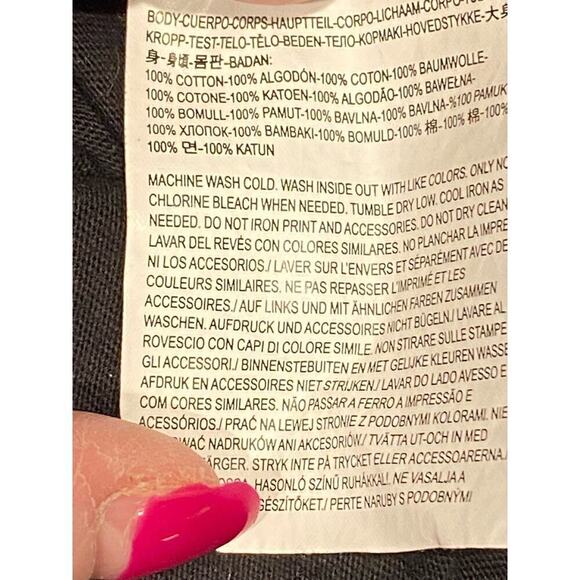 BODY-CUERPO-CORPS-HAUPTTEIL-CORPO-LICHAAM-CORPO-
KROPP-TEST-TELO-TĚLO-BEDEN-ТЕЛО-KOPMAKI-HOVEDSTYKKE-大身
身-身頃-몸판-BADAN:
100% COTTON-100% ALGODÓN-100% COTON-100% BAUMWOLLE-
100% COTONE-100% KATOEN-100% ALGODÃO-100% BAWEŁNA-
100% BOMULL-100% PAMUT-100% BAVLNA-100% BAVLNA-%100 PAMUK
100% ХЛОПОК-100% BAMBAKI-100% BOMULD-100% 棉-100% 棉-100%
100% 면-100% KATUN
MACHINE WASH COLD. WASH INSIDE OUT WITH LIKE COLORS. ONLY
CHLORINE BLEACH WHEN NEEDED. TUMBLE DRY LOW. COOL IRON AS
NEEDED. DO NOT IRON PRINT AND ACCESSORIES. DO NOT DRY CLEAN
LAVAR DEL REVÉS CON COLORES SIMILARES. NO PLANCHAR LA
NI LOS ACCESORIOS./ LAVER SUR L'ENVERS ET SÉPARÉMENT AVEC DE
COULEURS SIMILAIRES. NE PAS REPASSER L'IMPRIMÉ ET LES
ACCESSOIRES./ AUF LINKS UND MIT ÄHNLICHEN FARBEN ZUSAMMEN
WASCHEN. AUFDRUCK UND ACCESSOIRES NICHT BÜGELN./ LAVARE AL
ROVESCIO CON CAPI DI COLORE SIMILE. NON STIRARE SULLE STAMPE
GLI ACCESSORI./ BINNENSTEBUITEN EN MET GELIJKE KLEUREN
AFDRUK EN ACCESSOIRES NIET STRIJKEN./ LAVAR DO LADO AVESSO E
COM CORES SIMILARES. NÃO PASSAR A FERRO A IMPRESSÃO E
ACESSÓRIOS./ PRAĆ NA LEWEJ STRONIE Z PODOBNYMI KOLORAMI. NIE
NADRUKÓW ANI AKCESORIÓW./ TVÄTTA UT-OCH IN MED
STRYK INTE PÅ TRYCKET ELLER ACCESSOARERNA./
HASONLÓ SZÍNŰ RUHÁKKAL. NE VASALJA A
/ PERTE NARUBY S PODOBNÝMI